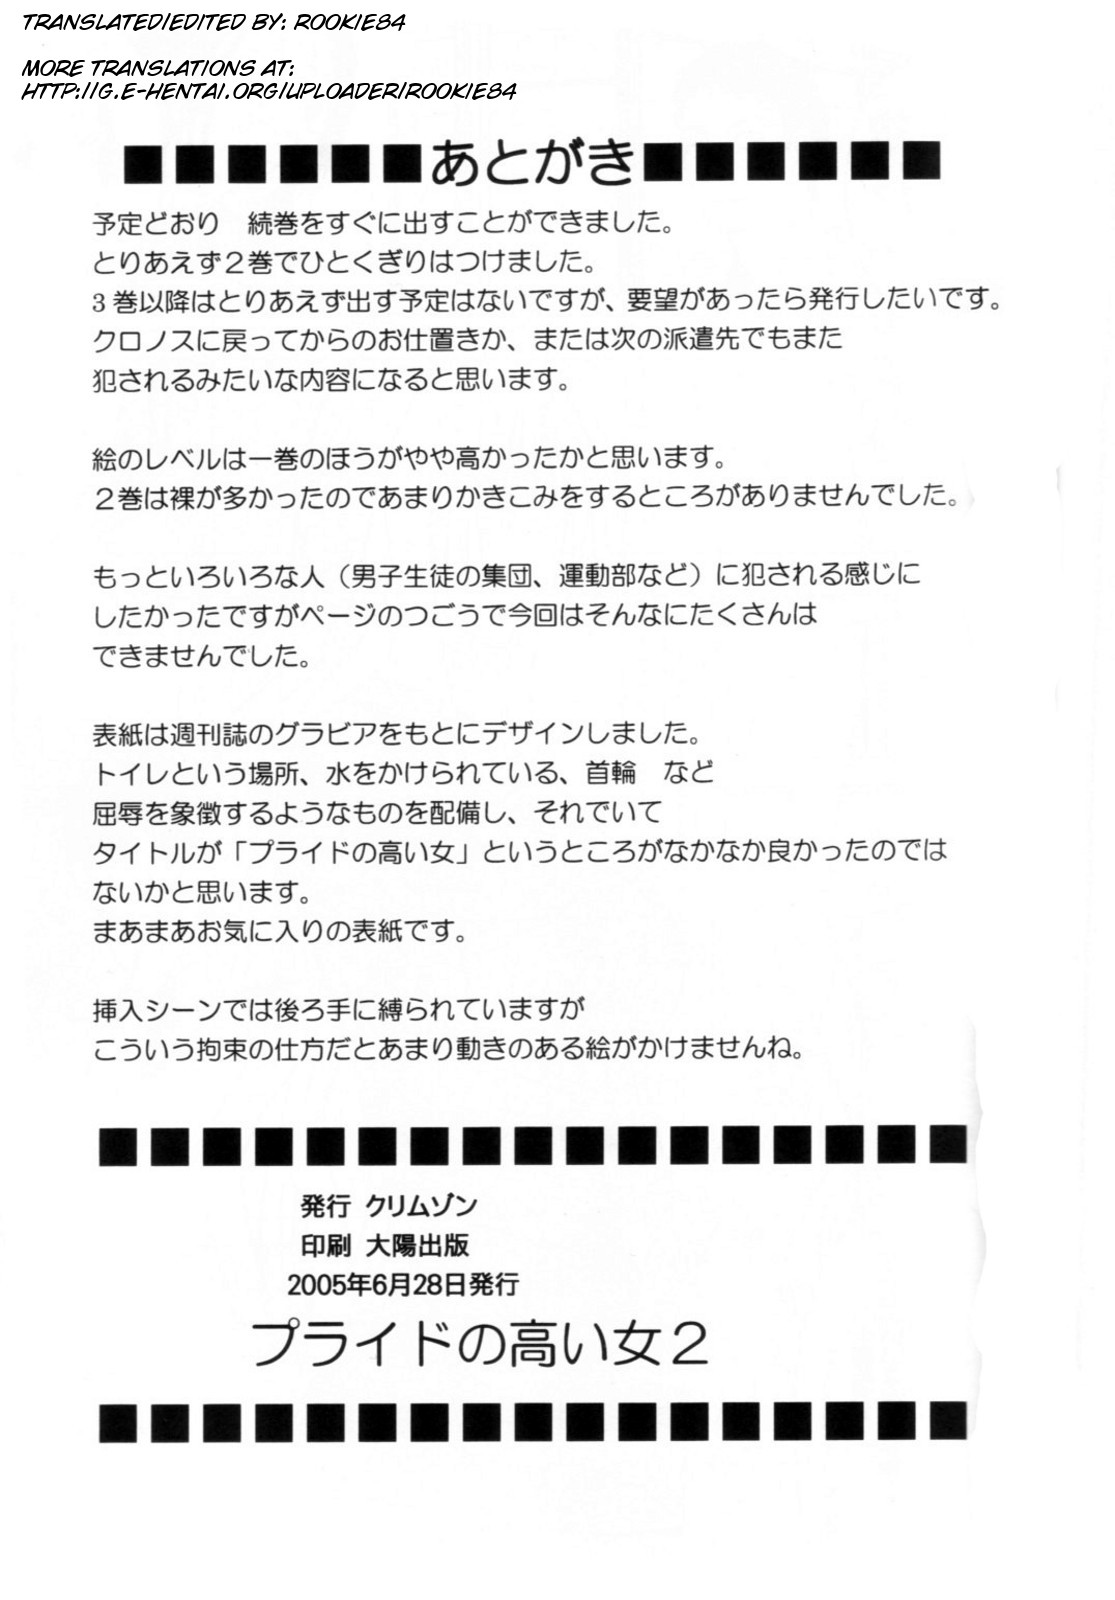 TRANSLATED/EDITED BY: ROOKIE84
MORE TRANSLATIONS AT:
HTTP://G.E-HENTAI.ORG/UPLOADER/ROOKIE84
■■■■■■あとがき■■■■■■
予定どおり　続巻をすぐに出すことができました。
とりあえず２巻でひとくぎりはつけました。
3 巻以降はとりあえず出す予定はないですが、要望があったら発行したいです。
クロノスに戻ってからのお仕置きか、または次の派遣先でもまた
犯されるみたいな内容になると思います。
絵のレベルは一巻のほうがやや高かったかと思います。
２巻は裸が多かったのであまりかきこみをするところがありませんでした。
もっといろいろな人（男子生徒の集団、運動部など）に犯される感じに
したかったですがページのつごうで今回はそんなにたくさんは
できませんでした。
表紙は週刊誌のグラビアをもとにデザインしました。
トイレという場所、水をかけられている、首輪　など
屈辱を象徴するようなものを配備し、それでいて
タイトルが「プライドの高い女」というところがなかなか良かったのでは
ないかと思います。
まあまあお気に入りの表紙です。
挿入シーンでは後ろ手に縛られていますが
こういう拘束の仕方だとあまり動きのある絵がかけませんね。
■■■■■■■■■■■■■■■■■
発行 クリムゾン
印刷 大陽出版
2005年6月28日発行
プライドの高い女２
■■■■■■■■■■■■■■■■■